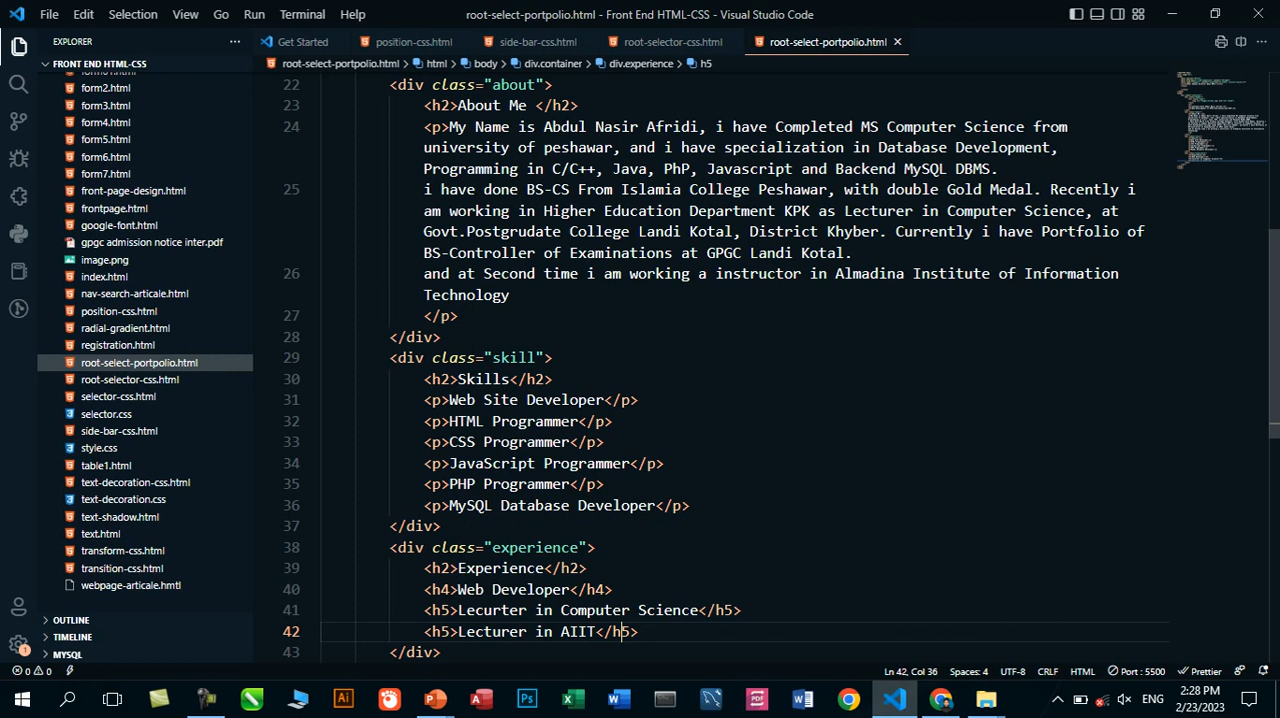 File Edit Selection View Go Run Terminal Help
root-select-portpolio.html - Front End HTML-CSS - Visual Studio Code
EXPLORER
Get Started
position-css.html
side-bar-css.html
root-selector-css.html
root-select-portpolio.html
FRONT END HTML-CSS
root-select-portpolio.html > html > body > div.container > div.experience > h5
form2.html
form3.html
form4.html
form5.html
form6.html
form7.html
front-page-design.html
frontpage.html
google-font.html
gpgc admission notice inter.pdf
image.png
index.html
nav-search-articale.html
position-css.html
radial-gradient.html
registration.html
root-select-portpolio.html
root-selector-css.html
selector-css.html
selector.css
side-bar-css.html
style.css
table1.html
text-decoration-css.html
text-decoration.css
text-shadow.html
text.html
transform-css.html
transition-css.html
webpage-articale.hmtl
OUTLINE
TIMELINE
MYSQL
22 <div class="about">
23 <h2>About Me </h2>
24 <p>My Name is Abdul Nasir Afridi, i have Completed MS Computer Science from
university of peshawar, and i have specialization in Database Development,
Programming in C/C++, Java, PhP, Javascript and Backend MySQL DBMS.
25 i have done BS-CS From Islamia College Peshawar, with double Gold Medal. Recently i
am working in Higher Education Department KPK as Lecturer in Computer Science, at
Govt.Postgrudate College Landi Kotal, District Khyber. Currently i have Portfolio of
BS-Controller of Examinations at GPGC Landi Kotal.
26 and at Second time i am working a instructor in Almadina Institute of Information
Technology
27 </p>
28 </div>
29 <div class="skill">
30 <h2>Skills</h2>
31 <p>Web Site Developer</p>
32 <p>HTML Programmer</p>
33 <p>CSS Programmer</p>
34 <p>JavaScript Programmer</p>
35 <p>PHP Programmer</p>
36 <p>MySQL Database Developer</p>
37 </div>
38 <div class="experience">
39 <h2>Experience</h2>
40 <h4>Web Developer</h4>
41 <h5>Lecurter in Computer Science</h5>
42 <h5>Lecturer in AIIT</h5>
43 </div>
0 0
Ln 42, Col 36 Spaces: 4 UTF-8 CRLF HTML Port : 5500 Prettier
ENG
2:28 PM
2/23/2023